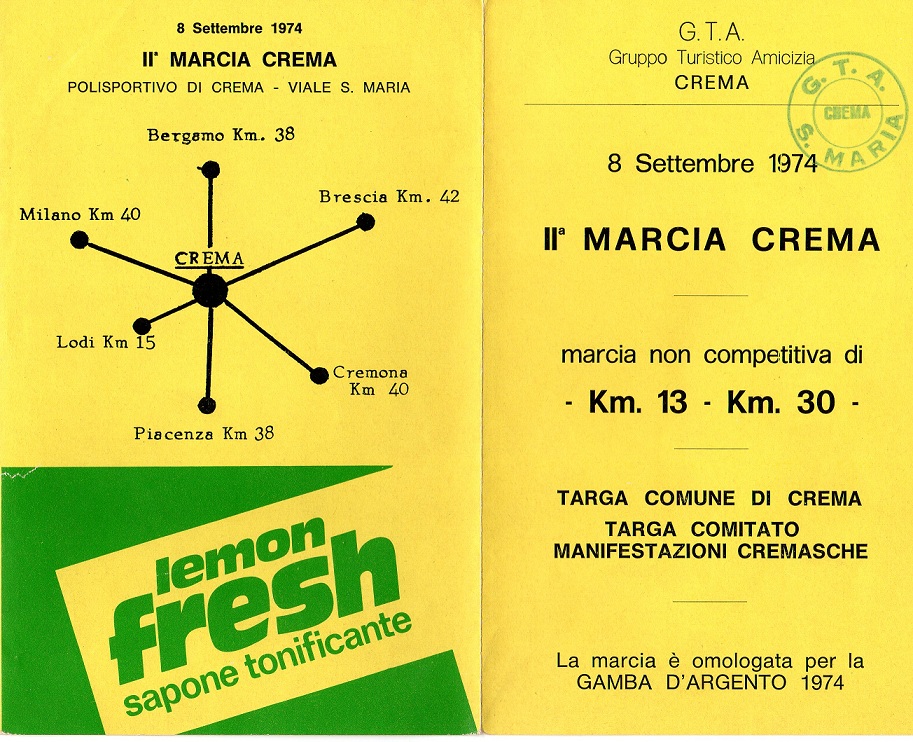 8 Settembre 1974
IIª MARCIA CREMA
POLISPORTIVO DI CREMA - VIALE S. MARIA
Bergamo Km. 38
Brescia Km. 42
Milano Km 40
CREMA
Lodi Km 15
Cremona
Km 40
Piacenza Km 38
lemon
fresh
sapone tonificante
G.T.A.
Gruppo Turistico Amicizia
CREMA
G. T. A.
CREMA
S. MARIA
8 Settembre 1974
IIª MARCIA CREMA
marcia non competitiva di
- Km. 13 - Km. 30 -
TARGA COMUNE DI CREMA
TARGA COMITATO
MANIFESTAZIONI CREMASCHE
La marcia è omologata per la
GAMBA D'ARGENTO 1974